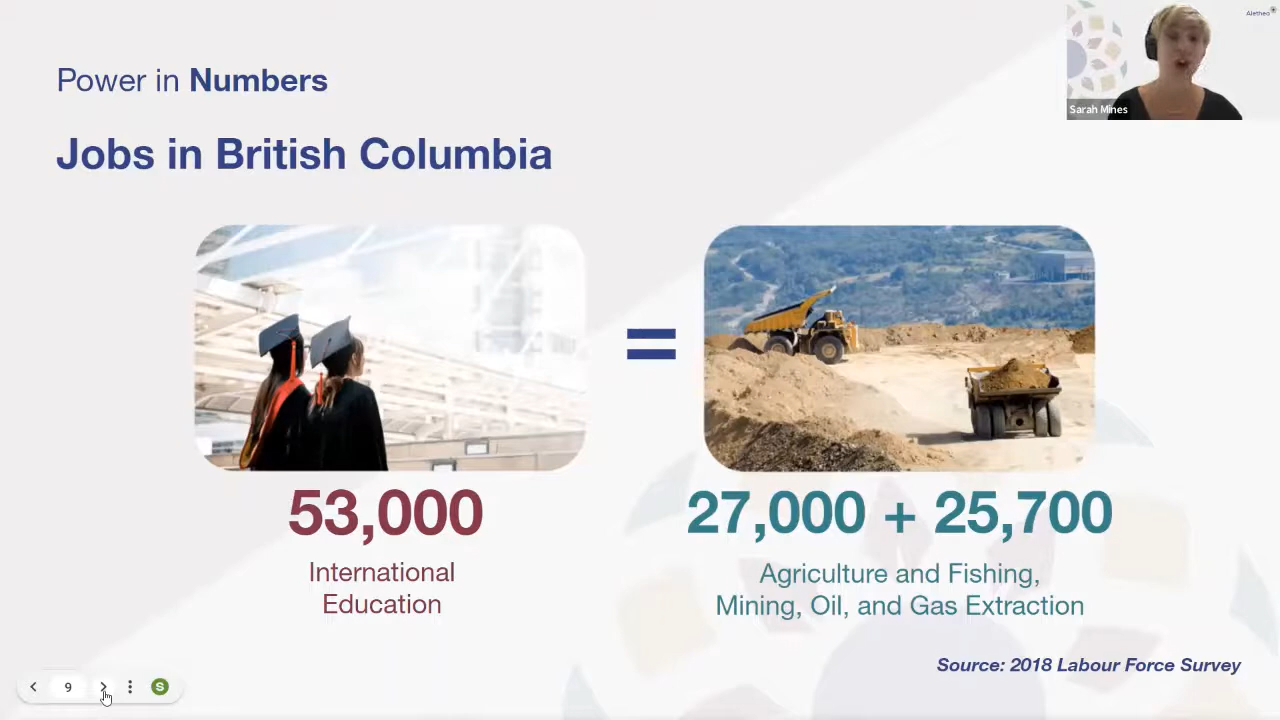 Aletheo
Sarah Mines
Power in Numbers
Jobs in British Columbia
=
53,000
International
Education
27,000 + 25,700
Agriculture and Fishing,
Mining, Oil, and Gas Extraction
Source: 2018 Labour Force Survey
9
S